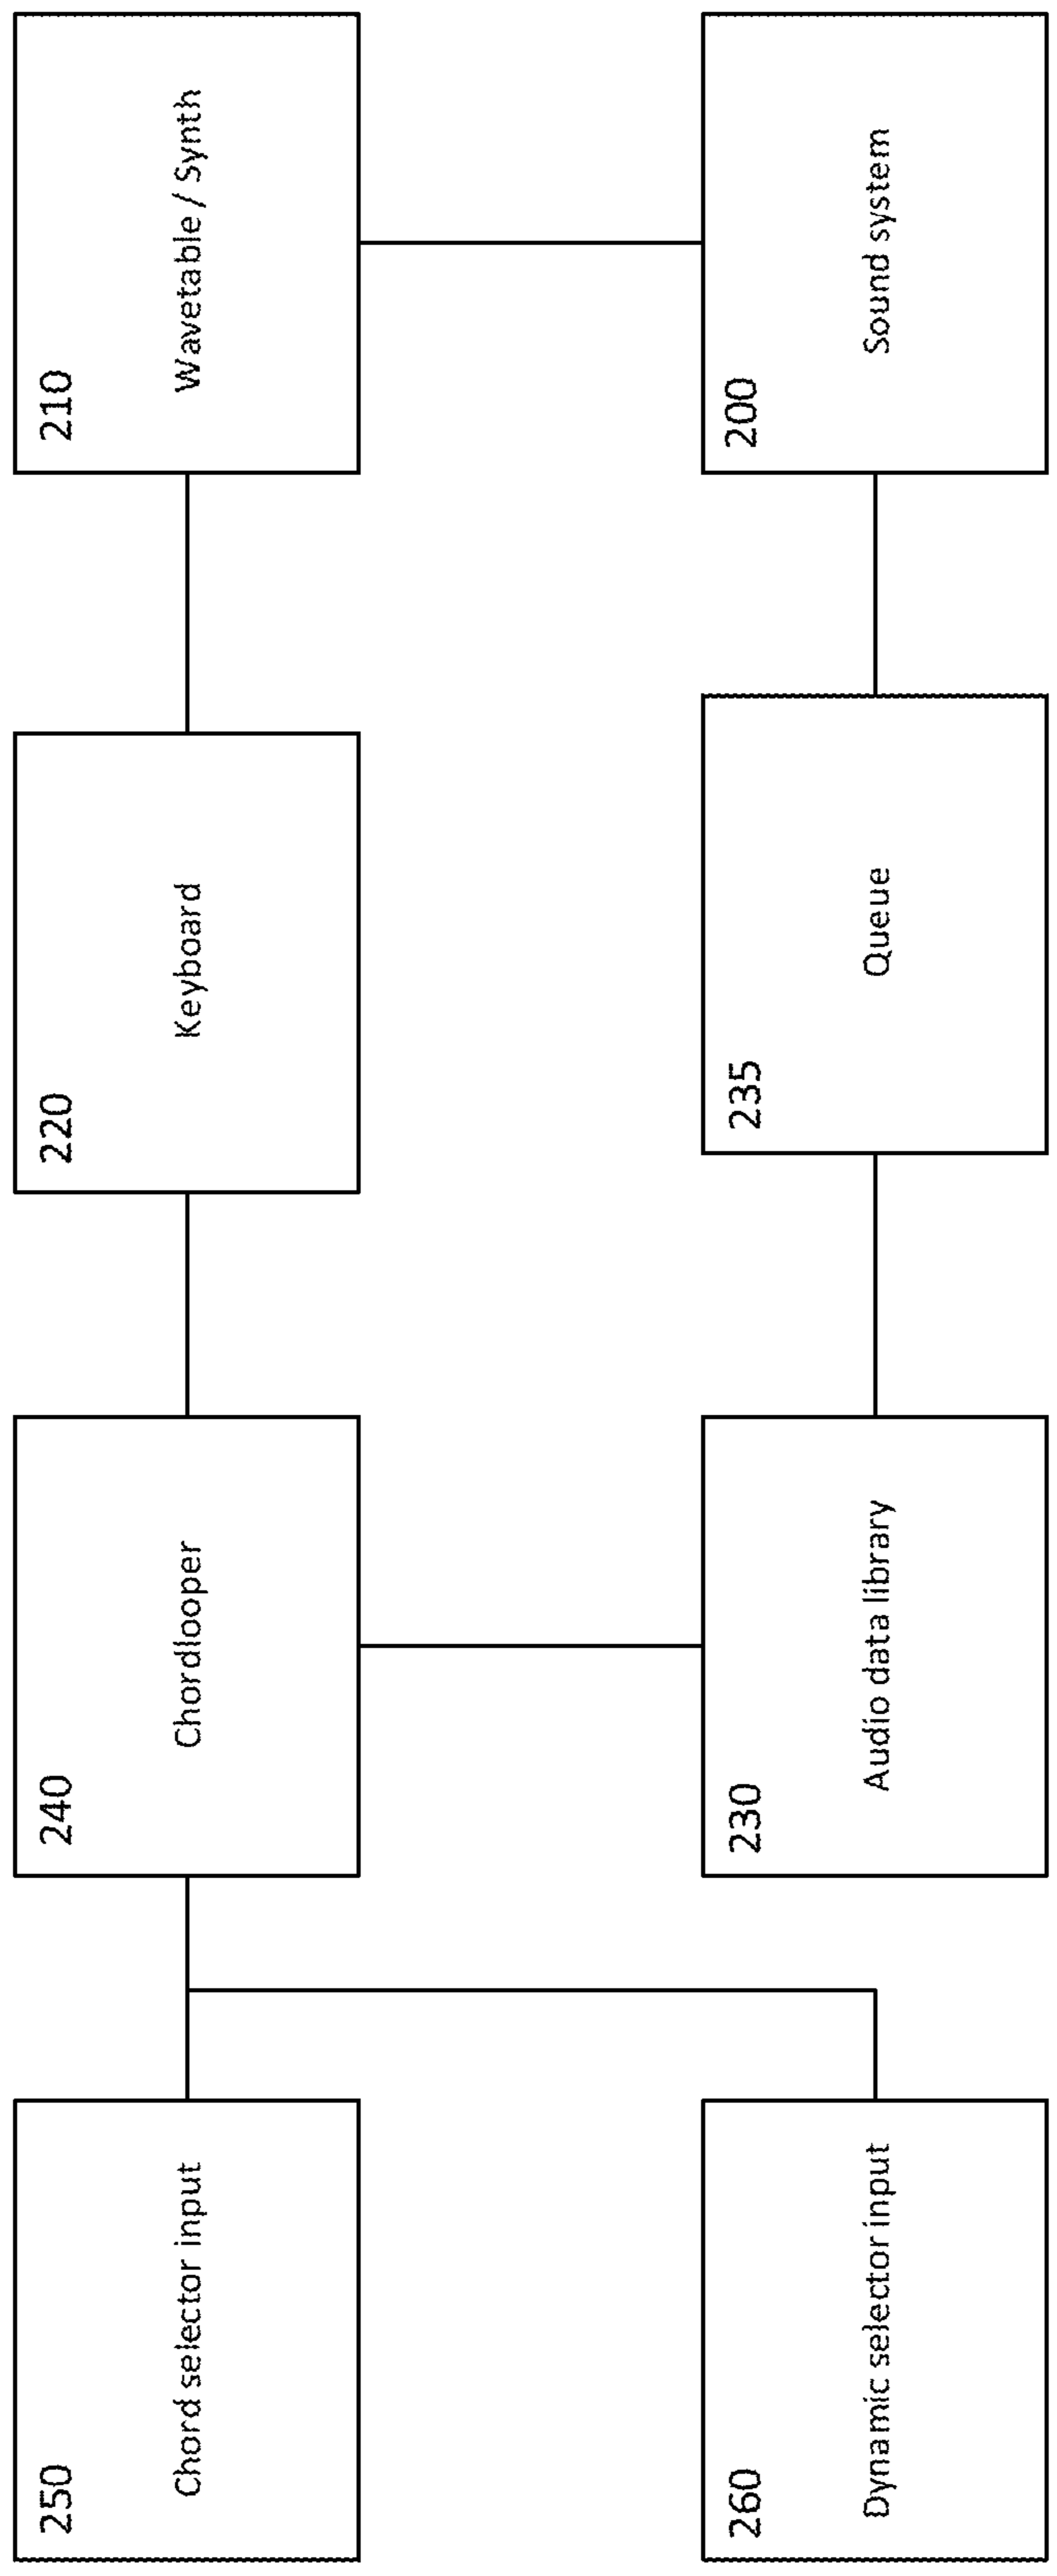 250
Chord selector input
240
Chordlooper
220
Keyboard
210
Wavetable / Synth
260
Dynamic selector input
230
Audio data library
235
Queue
200
Sound system